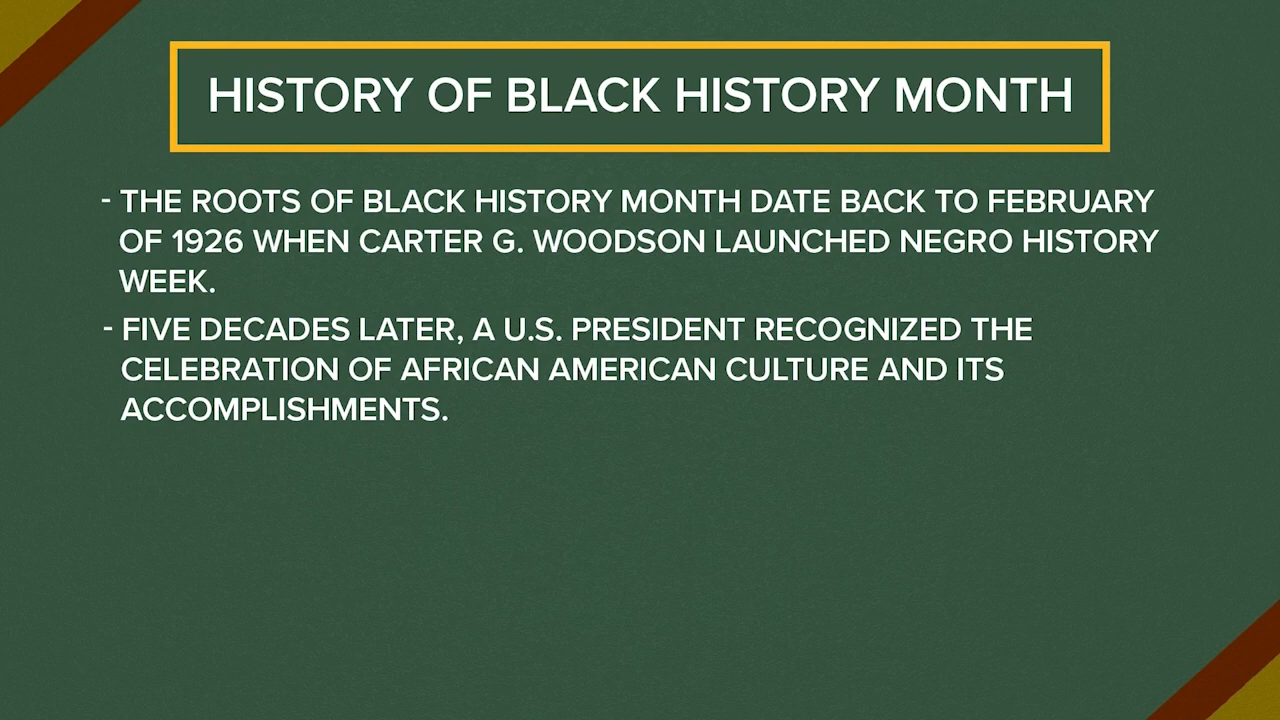 HISTORY OF BLACK HISTORY MONTH
- THE ROOTS OF BLACK HISTORY MONTH DATE BACK TO FEBRUARY
OF 1926 WHEN CARTER G. WOODSON LAUNCHED NEGRO HISTORY
WEEK.
- FIVE DECADES LATER, A U.S. PRESIDENT RECOGNIZED THE
CELEBRATION OF AFRICAN AMERICAN CULTURE AND ITS
ACCOMPLISHMENTS.